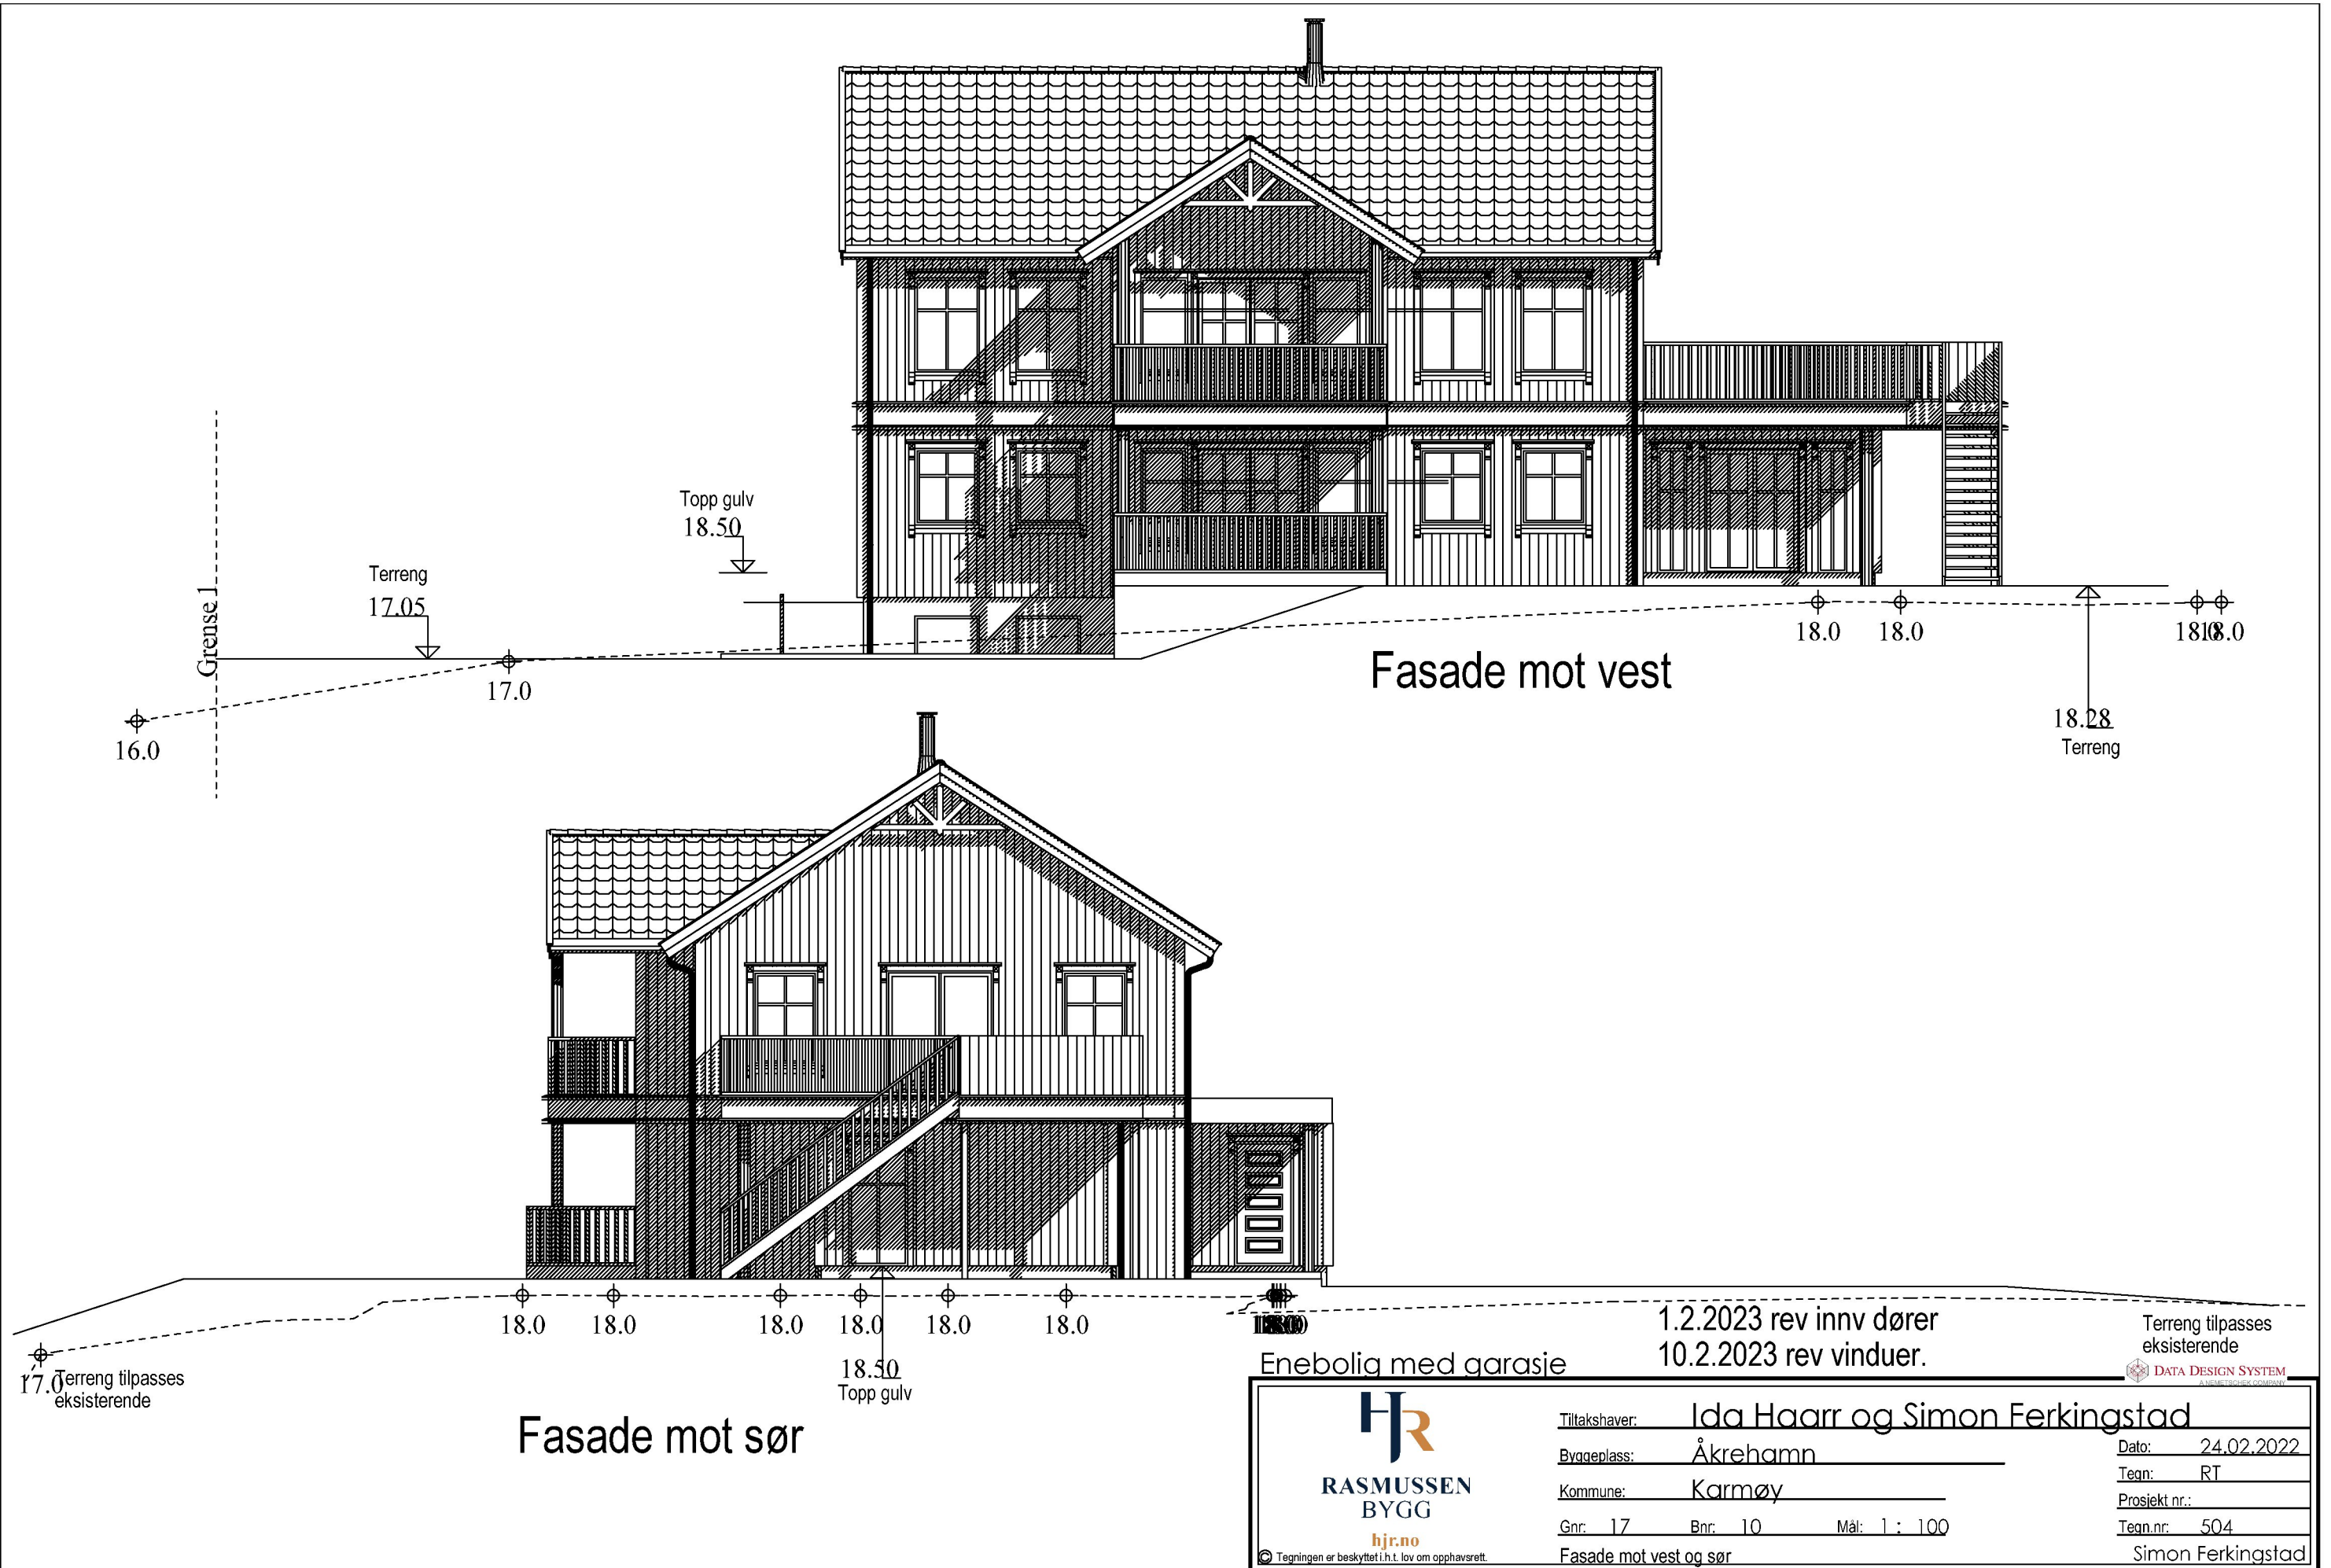 Topp gulv
18.50
Terreng
17.05
Grense 1
17.0
16.0
18.0
18.0
18.0
18.0
Fasade mot vest
18.28
Terreng
18.0
18.0
18.0
18.0
18.0
18.0
17.0
Terreng tilpasses
eksisterende
18.50
Topp gulv
Fasade mot sør
1.2.2023 rev innv dører
10.2.2023 rev vinduer.
Terreng tilpasses
eksisterende
Enebolig med garasje
DATA DESIGN SYSTEM
A NEMETSCHEK COMPANY
HJR
RASMUSSEN
BYGG
hjr.no
© Tegningen er beskyttet i.h.t. lov om opphavsrett.
Tiltakshaver: Ida Haarr og Simon Ferkingstad
Byggeplass: Åkrehamn
Dato: 24.02.2022
Tegn: RT
Kommune: Karmøy
Prosjekt nr.:
Gnr: 17 Bnr: 10 Mål: 1 : 100
Tegn.nr: 504
Fasade mot vest og sør
Simon Ferkingstad